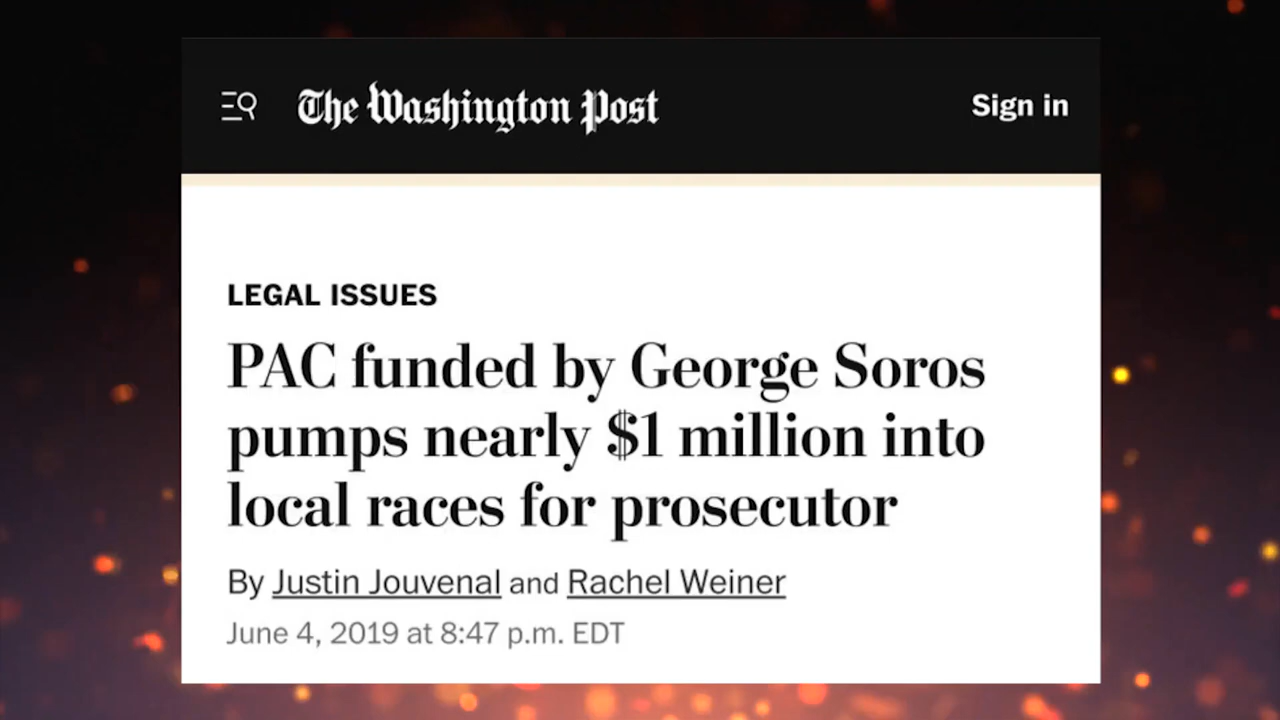 The Washington Post
Sign in
LEGAL ISSUES
PAC funded by George Soros
pumps nearly $1 million into
local races for prosecutor
By Justin Jouvenal and Rachel Weiner
June 4, 2019 at 8:47 p.m. EDT